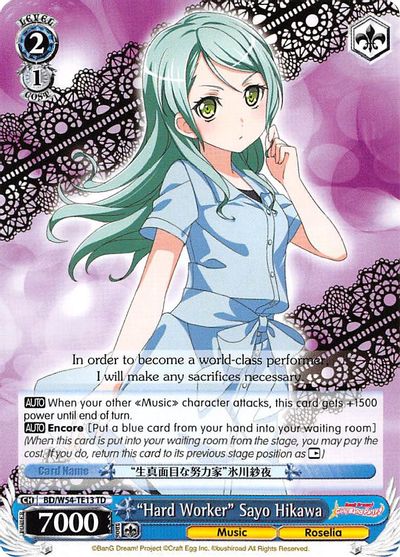 LEVEL
2
1
COST
In order to become a world-class performer,
I will make any sacrifices necessary.
AUTO When your other «Music» character attacks, this card gets +1500
power until end of turn.
AUTO Encore [Put a blue card from your hand into your waiting room]
(When this card is put into your waiting room from the stage, you may pay the
cost. If you do, return this card to its previous stage position as )
Card Name
"生真面目な努力家"氷川紗夜
CH BD/W54-TE15 TD
POWER
7000
"Hard Worker" Sayo Hikawa
Music
Roselia
©BanG Dream! Project ©Craft Egg Inc. ©bushiroad All Rights Reserved.